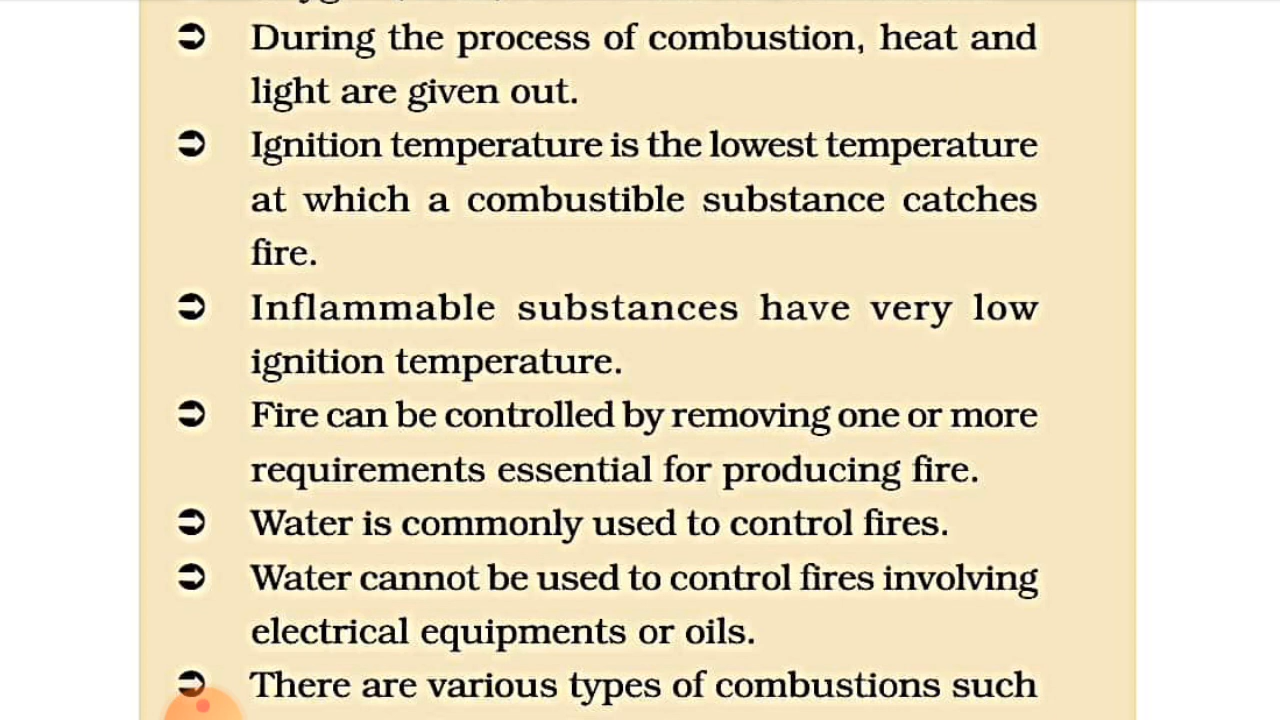 During the process of combustion, heat and
light are given out.
Ignition temperature is the lowest temperature
at which a combustible substance catches
fire.
Inflammable substances have very low
ignition temperature.
Fire can be controlled by removing one or more
requirements essential for producing fire.
Water is commonly used to control fires.
Water cannot be used to control fires involving
electrical equipments or oils.
There are various types of combustions such